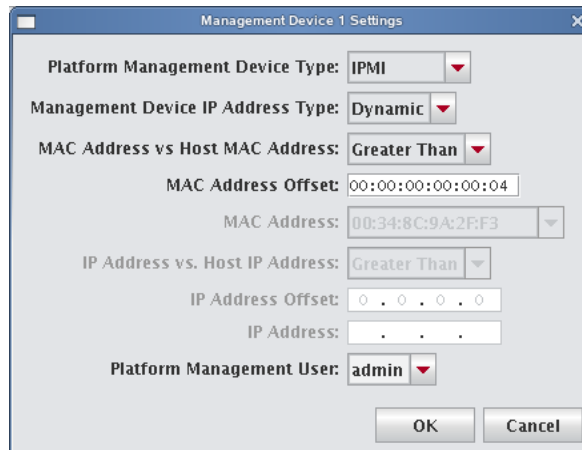 Management Device 1 Settings
Platform Management Device Type: IPMI
Management Device IP Address Type: Dynamic
MAC Address vs Host MAC Address: Greater Than
MAC Address Offset: 00:00:00:00:00:04
MAC Address: 00:34:8C:9A:2F:F3
IP Address vs. Host IP Address: Greater Than
IP Address Offset: 0 . 0 . 0 . 0
IP Address: . . .
Platform Management User: admin
OK Cancel